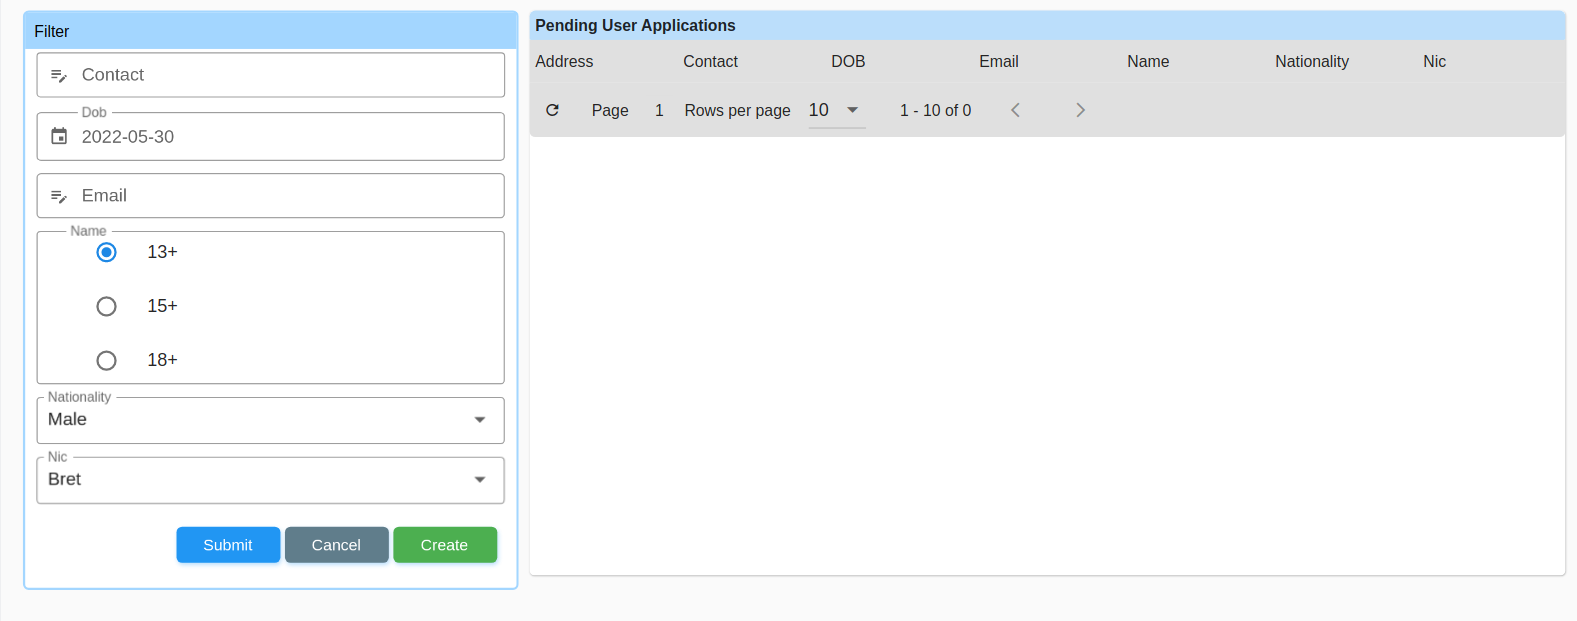 Filter
Contact
Dob
2022-05-30
Email
Name
13+
15+
18+
Nationality
Male
Nic
Bret
Submit Cancel Create
Pending User Applications
Address Contact DOB Email Name Nationality Nic
Page 1 Rows per page 10 1 - 10 of 0